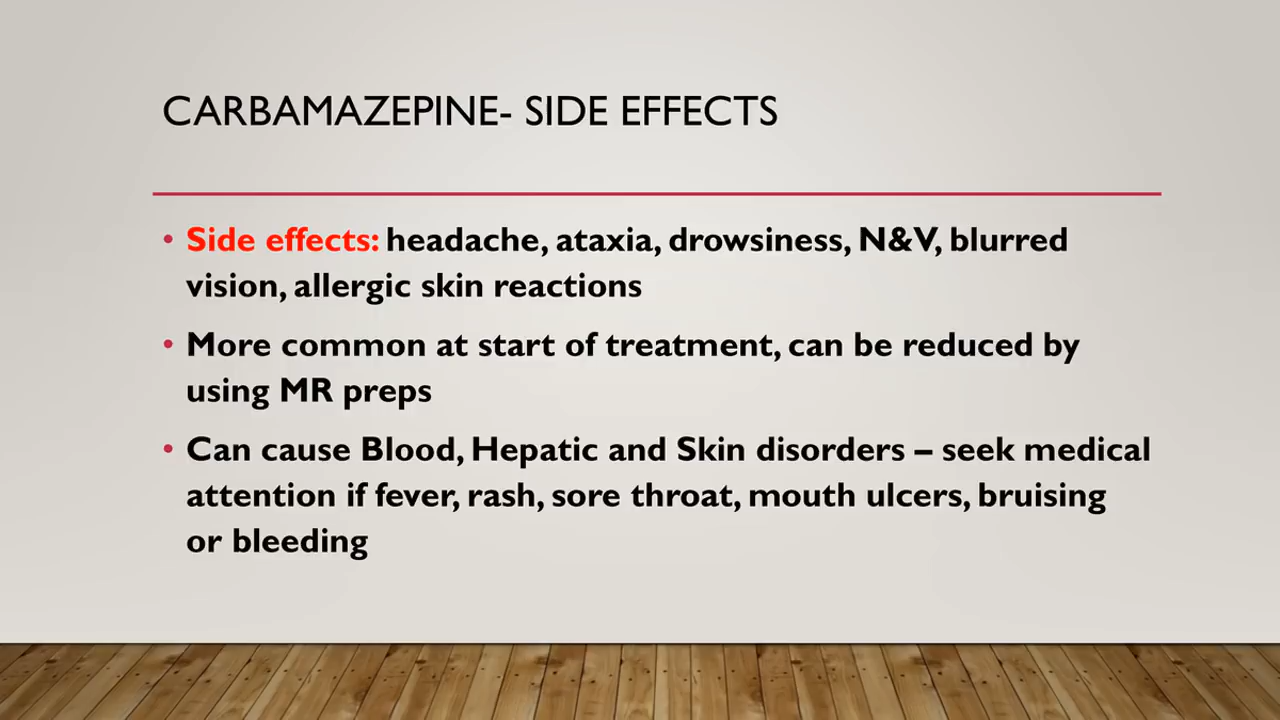 CARBAMAZEPINE- SIDE EFFECTS
• Side effects: headache, ataxia, drowsiness, N&V, blurred
vision, allergic skin reactions
• More common at start of treatment, can be reduced by
using MR preps
• Can cause Blood, Hepatic and Skin disorders – seek medical
attention if fever, rash, sore throat, mouth ulcers, bruising
or bleeding